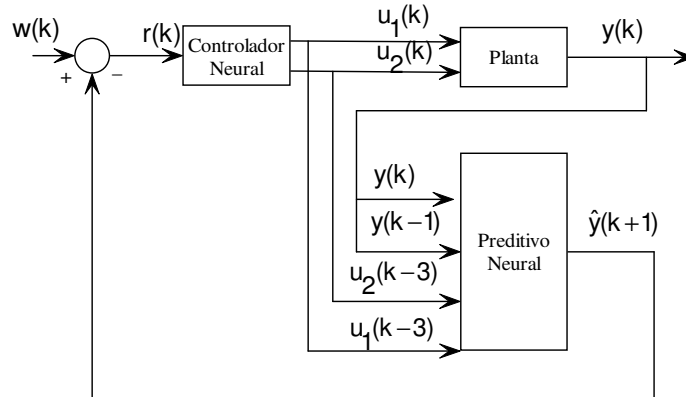 w(k)
+
−
r(k)
Controlador
Neural
u₁(k)
u₂(k)
Planta
y(k)
y(k)
y(k−1)
u₂(k−3)
u₁(k−3)
Preditivo
Neural
ŷ(k+1)